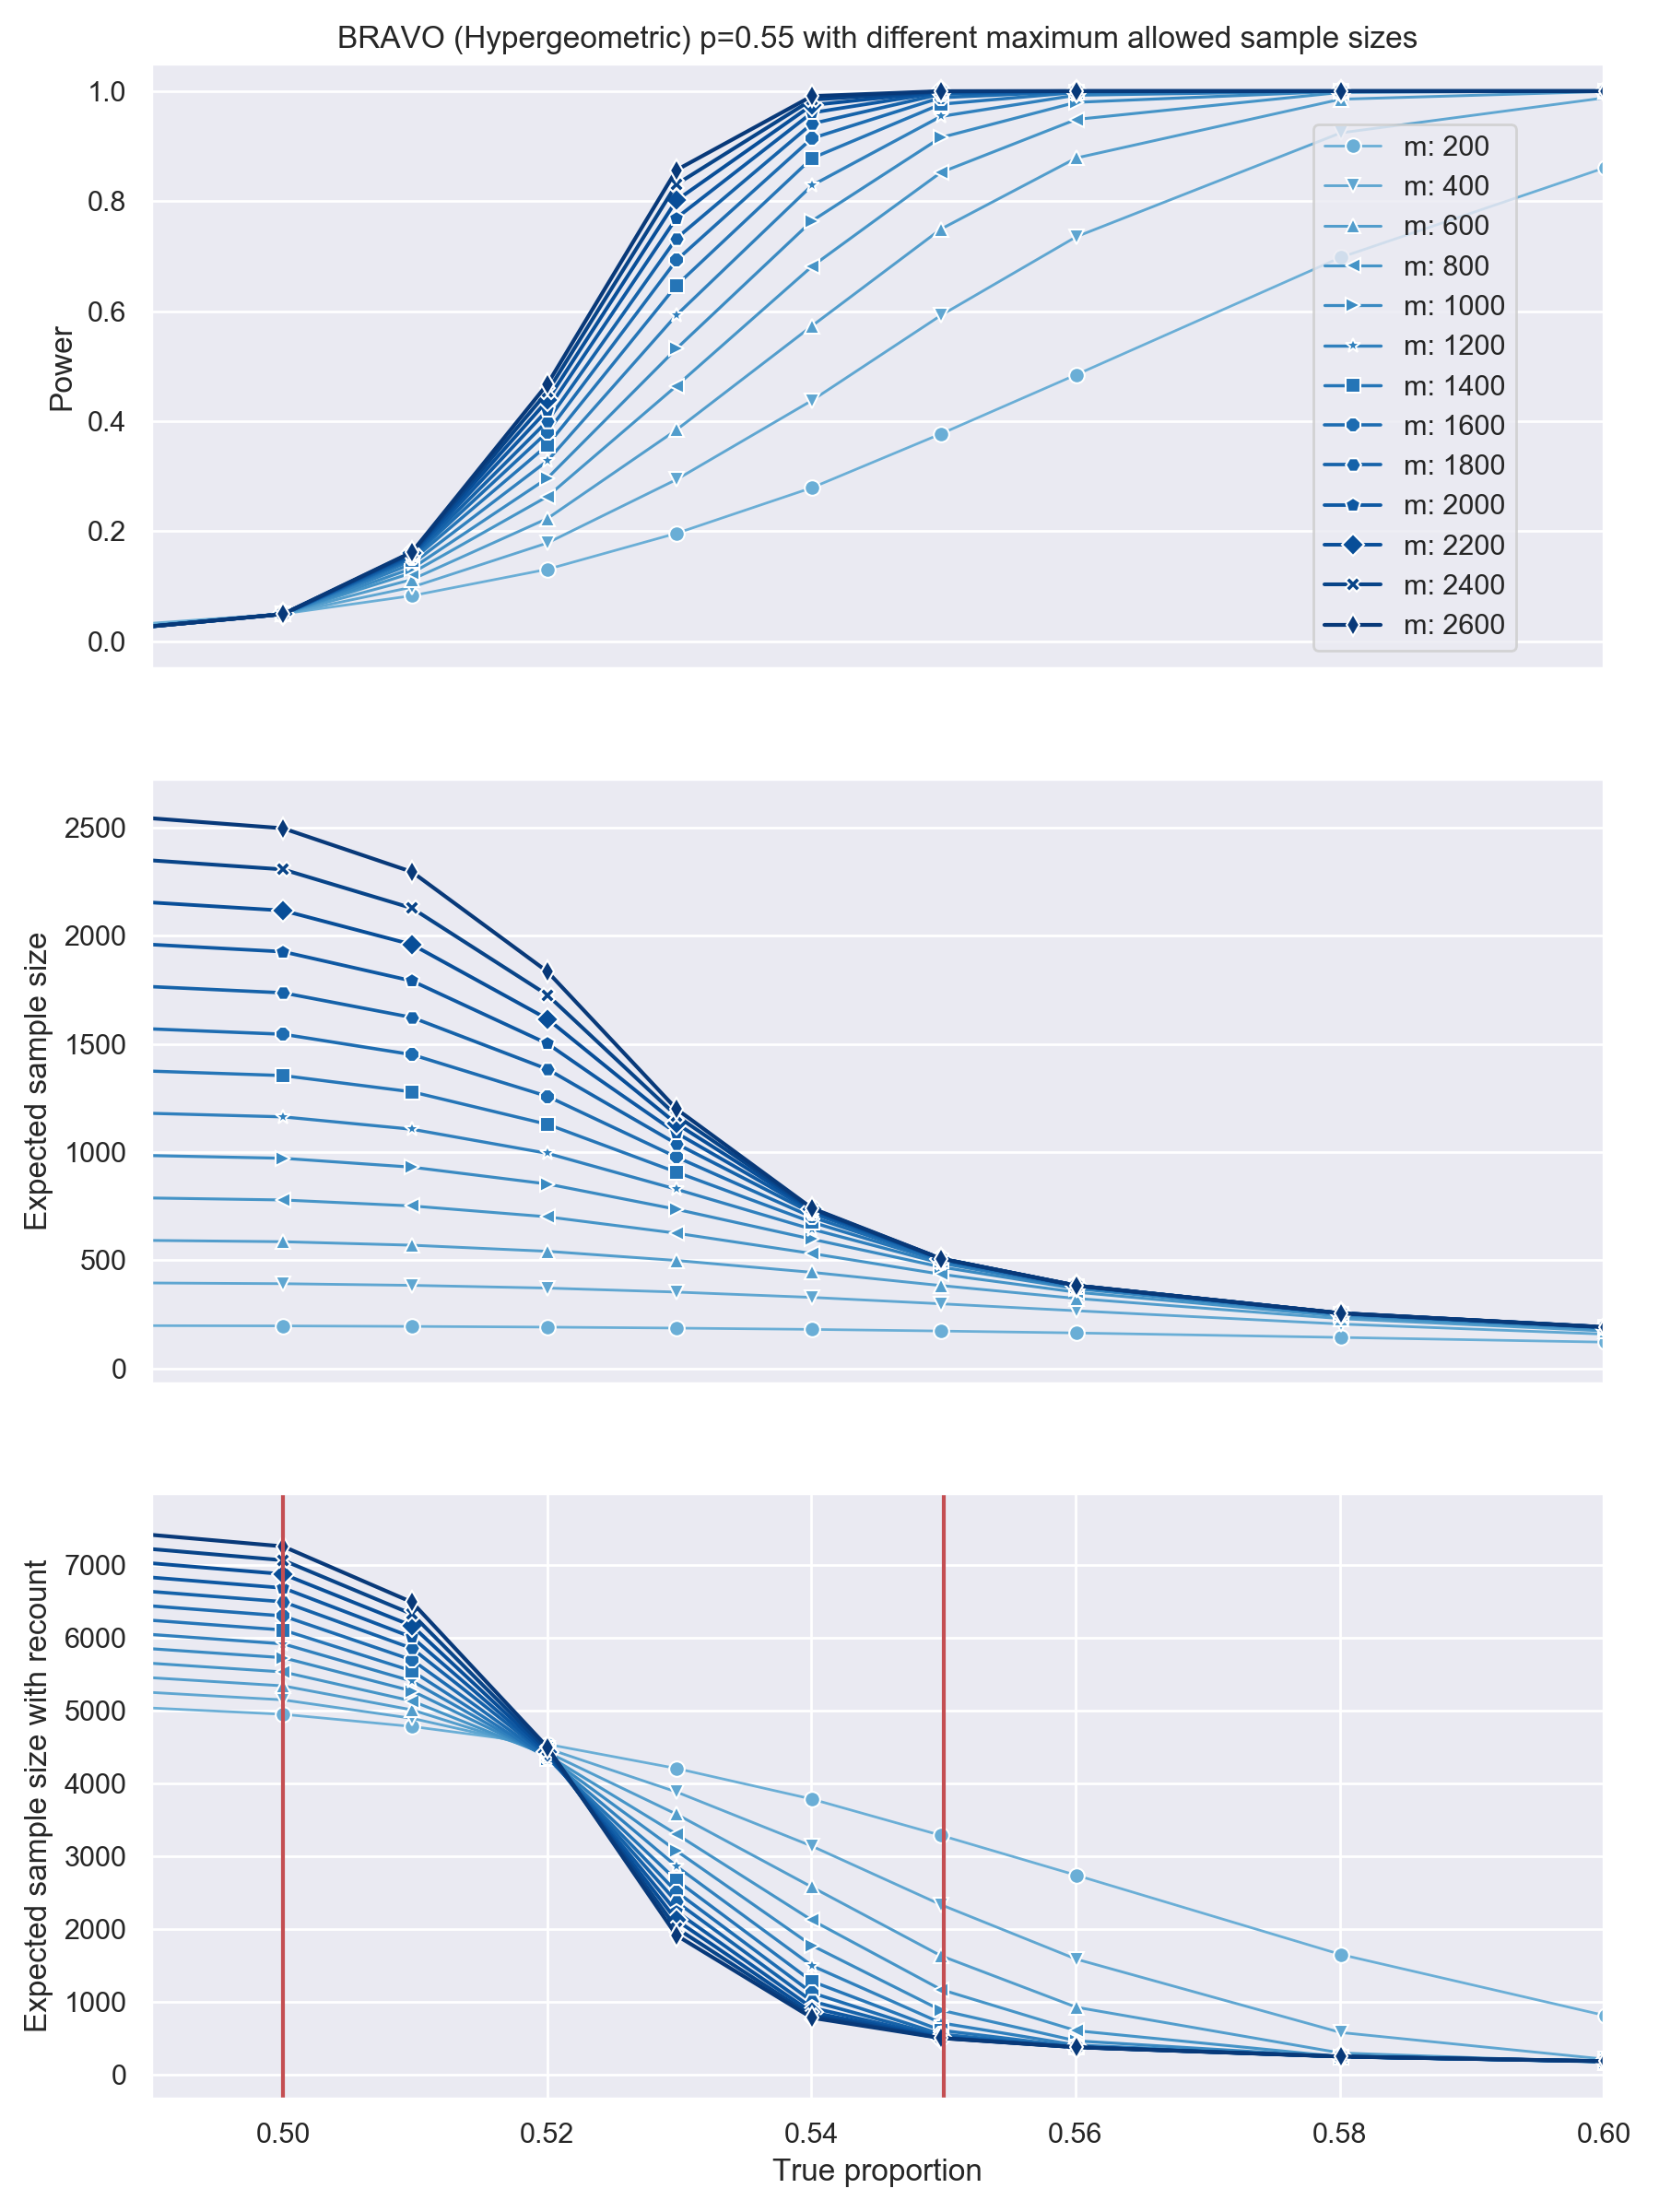 BRAVO (Hypergeometric) p=0.55 with different maximum allowed sample sizes
Power
1.0
0.8
0.6
0.4
0.2
0.0
m: 200
m: 400
m: 600
m: 800
m: 1000
m: 1200
m: 1400
m: 1600
m: 1800
m: 2000
m: 2200
m: 2400
m: 2600
Expected sample size
2500
2000
1500
1000
500
0
Expected sample size with recount
7000
6000
5000
4000
3000
2000
1000
0
0.50 0.52 0.54 0.56 0.58 0.60
True proportion